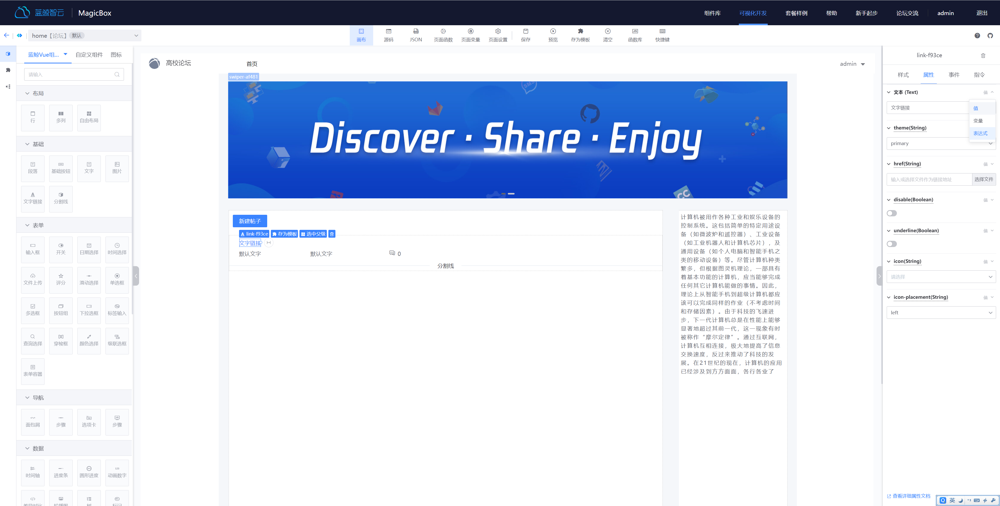 蓝鲸智云 MagicBox 组件库 可视化开发 套餐样例 帮助 新手起步 论坛交流 admin 退出
home【论坛】 默认 画布 源码 JSON 页面函数 页面变量 页面设置 保存 预览 存为模板 清空 函数库 快捷键
蓝鲸Vue组... 自定义组件 图标
请输入
布局
行 多列 自由布局
基础
段落 基础按钮 文字 图片
文字链接 分割线
表单
输入框 开关 日期选择 时间选择
文件上传 评分 滑动选择 单选框
多选框 按钮组 下拉选框 标签输入
查询选择 穿梭框 颜色选择 级联选框
表单容器
导航
面包屑 步骤 选项卡 步骤
数据
时间轴 进度条 圆形进度 动画数字
差异对比 轮播图 树 标记
高校论坛 首页 admin
swiper-af481
SMS
Discover · Share · Enjoy
CC
新建帖子
link-f93ce 存为模板 选中父级
文字链接
默认文字 默认文字 0
分割线
计算机被用作各种工业和娱乐设备的
控制系统。这包括简单的特定用途设
备（如微波炉和遥控器）、工业设备
（如工业机器人和计算机芯片），及
通用设备（如个人电脑和智能手机之
类的移动设备）等。尽管计算机种类
繁多，但根据图灵机理论，一部具有
着基本功能的计算机，应当能够完成
任何其它计算机能做的事情。因此，
理论上从智能手机到超级计算机都应
该可以完成同样的作业（不考虑时间
和存储因素）。由于科技的飞速进
步，下一代计算机总是在性能上能够
显著地超过其前一代，这一现象有时
被称作“摩尔定律”。通过互联网，
计算机互相连接，极大地提高了信息
交换速度，反过来推动了科技的发
展。在21世纪的现在，计算机的应用
已经涉及到方方面面，各行各业了
link-f93ce
样式 属性 事件 指令
文本 (Text) 值
文字链接
值
变量
表达式
theme(String)
primary
href(String) 值
输入或选择文件作为链接地址 选择文件
disable(Boolean) 值
underline(Boolean) 值
icon(String) 值
请选择
icon-placement(String) 值
left
查看详细属性文档
英